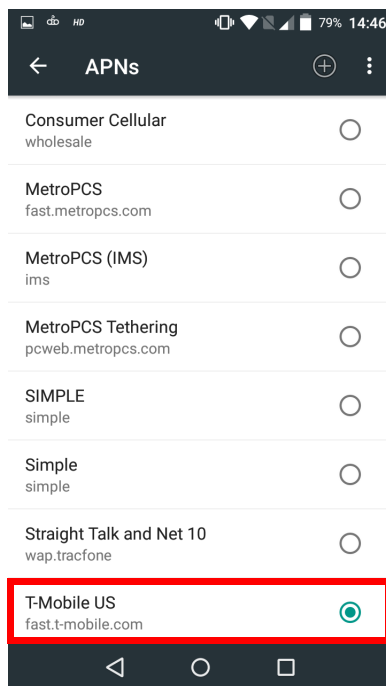 HD 79% 14:46
APNs
Consumer Cellular
wholesale
MetroPCS
fast.metropcs.com
MetroPCS (IMS)
ims
MetroPCS Tethering
pcweb.metropcs.com
SIMPLE
simple
Simple
simple
Straight Talk and Net 10
wap.tracfone
T-Mobile US
fast.t-mobile.com